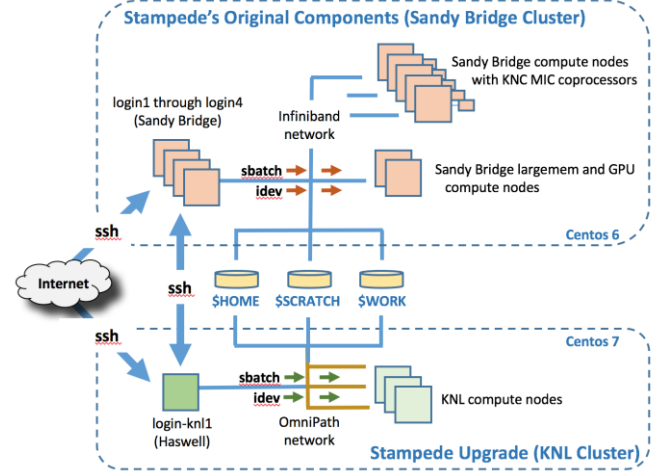 Stampede's Original Components (Sandy Bridge Cluster)
Sandy Bridge compute nodes
with KNC MIC coprocessors
login1 through login4
(Sandy Bridge)
Infiniband
network
sbatch
idev
Sandy Bridge largemem and GPU
compute nodes
ssh
Centos 6
Internet
ssh
$HOME
$SCRATCH
$WORK
ssh
Centos 7
sbatch
idev
KNL compute nodes
login-knl1
(Haswell)
OmniPath
network
Stampede Upgrade (KNL Cluster)